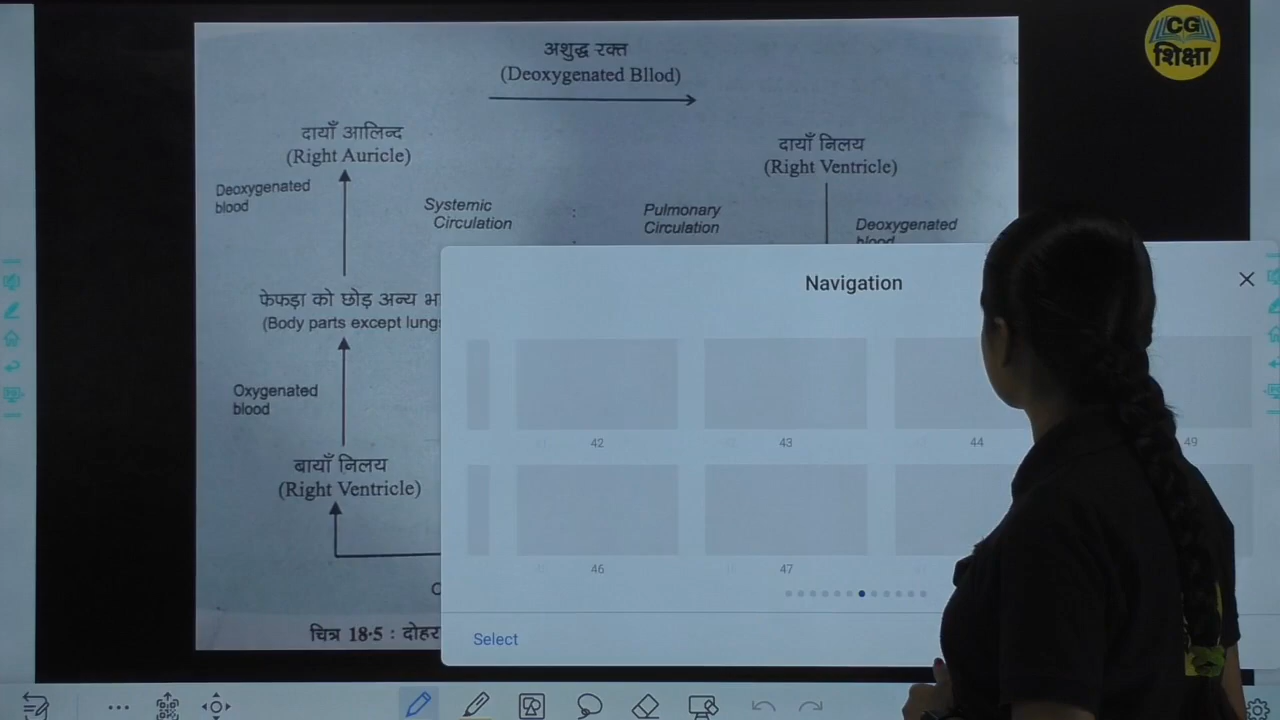 CG
शिक्षा
अशुद्ध रक्त
(Deoxygenated Bllod)
दायाँ आलिन्द
(Right Auricle)
दायाँ निलय
(Right Ventricle)
Deoxygenated
blood
Systemic
Circulation
:
Pulmonary
Circulation
Deoxygenated
blood
Navigation
फेफड़ा को छोड़ अन्य भा
(Body parts except lungs
Oxygenated
blood
42
43
44
49
बायाँ निलय
(Right Ventricle)
46
47
चित्र 18·5 : दोहर
Select